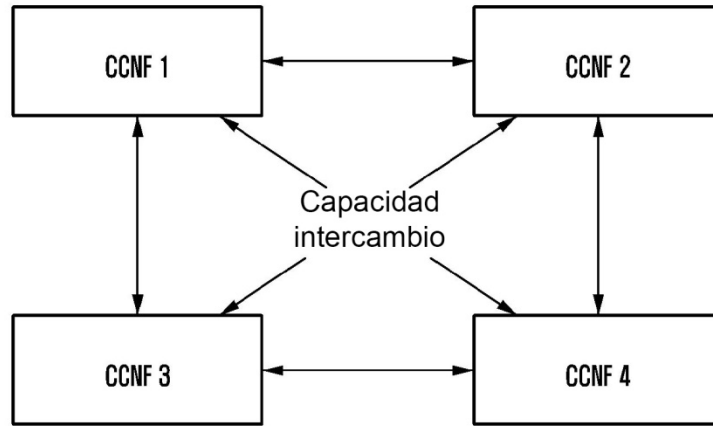 CCNF 1
CCNF 2
Capacidad
intercambio
CCNF 3
CCNF 4